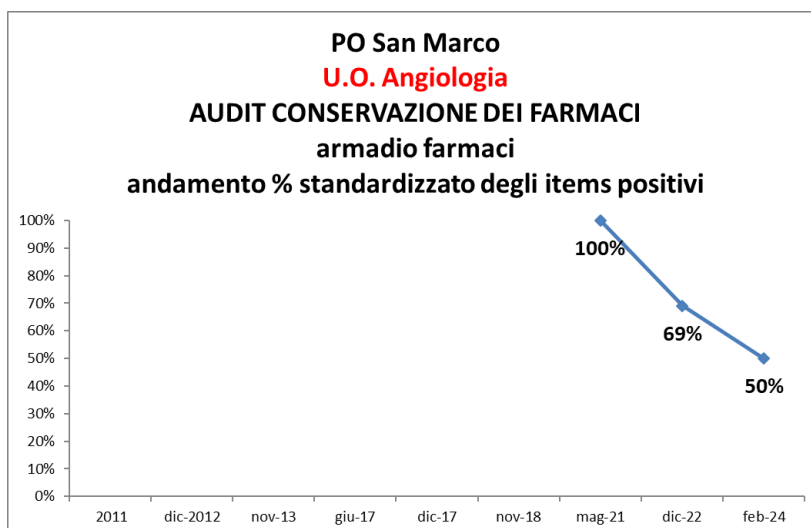 PO San Marco
U.O. Angiologia
AUDIT CONSERVAZIONE DEI FARMACI
armadio farmaci
andamento % standardizzato degli items positivi
100%
90%
80%
70%
60%
50%
40%
30%
20%
10%
0%
100%
69%
50%
2011 dic-2012 nov-13 giu-17 dic-17 nov-18 mag-21 dic-22 feb-24